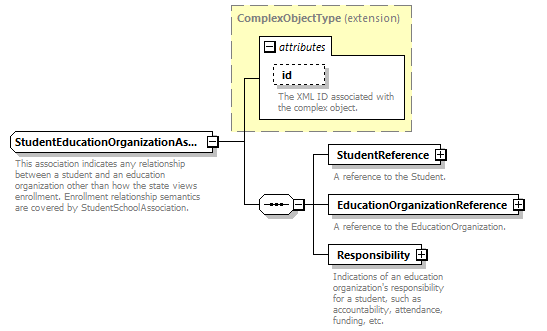 ComplexObjectType (extension)
attributes
id
The XML ID associated with
the complex object.
StudentEducationOrganizationAs...
This association indicates any relationship
between a student and an education
organization other than how the state views
enrollment. Enrollment relationship semantics
are covered by StudentSchoolAssociation.
StudentReference
A reference to the Student.
EducationOrganizationReference
A reference to the EducationOrganization.
Responsibility
Indications of an education
organization's responsibility
for a student, such as
accountability, attendance,
funding, etc.